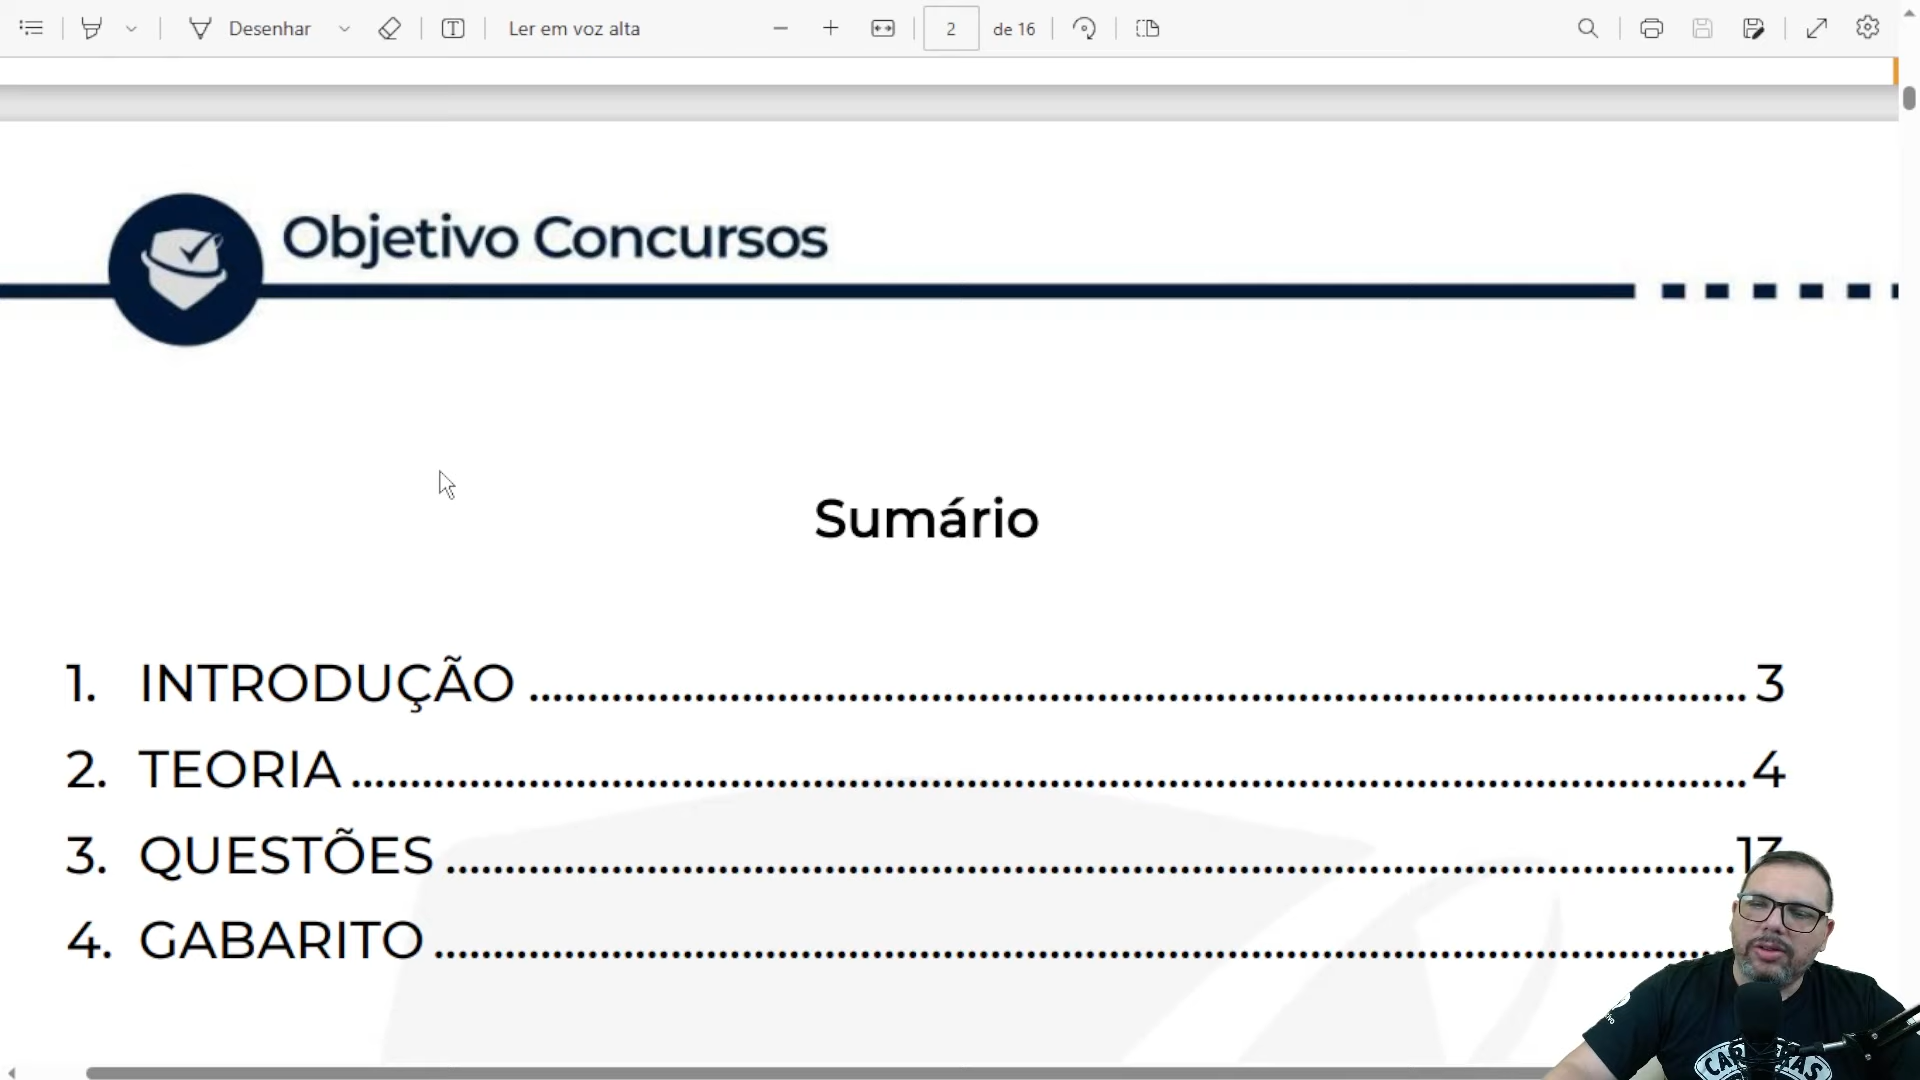 Desenhar
Ler em voz alta
2
de 16
Objetivo Concursos
Sumário
1. INTRODUÇÃO ........ 3
2. TEORIA ........ 4
3. QUESTÕES ........ 13
4. GABARITO ........